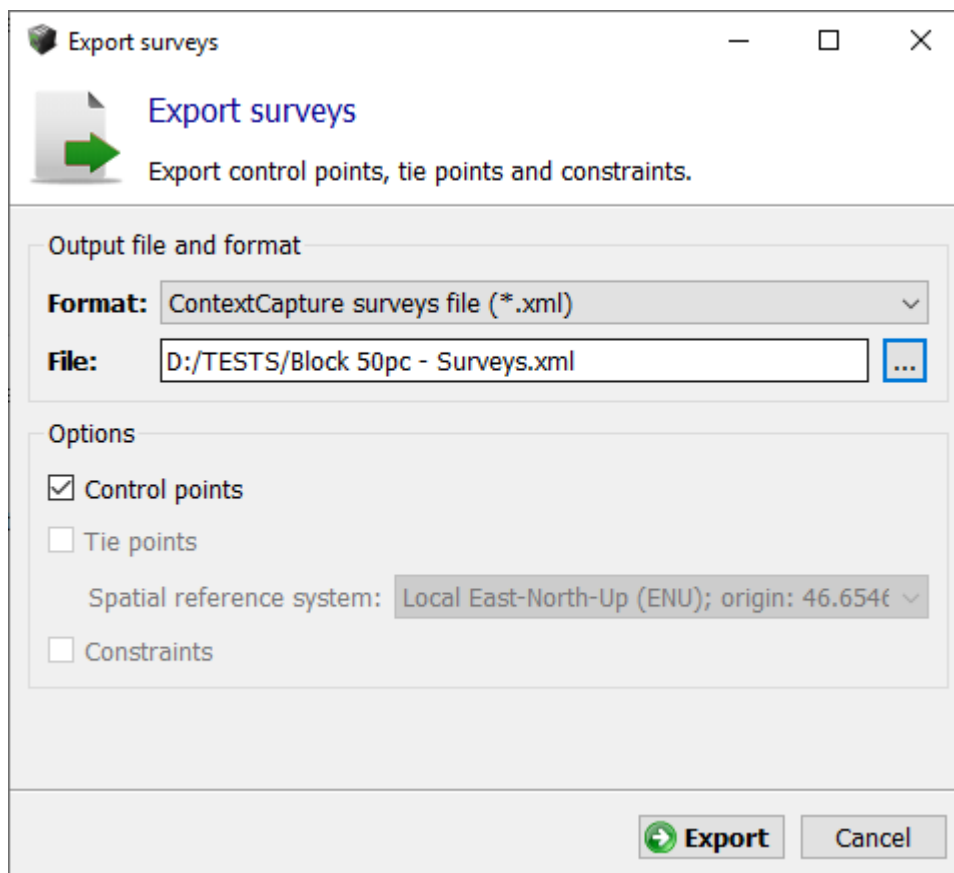 Export surveys
Export surveys
Export control points, tie points and constraints.
Output file and format
Format: ContextCapture surveys file (*.xml)
File: D:/TESTS/Block 50pc - Surveys.xml ...
Options
Control points
Tie points
Spatial reference system: Local East-North-Up (ENU); origin: 46.6546
Constraints
Export Cancel